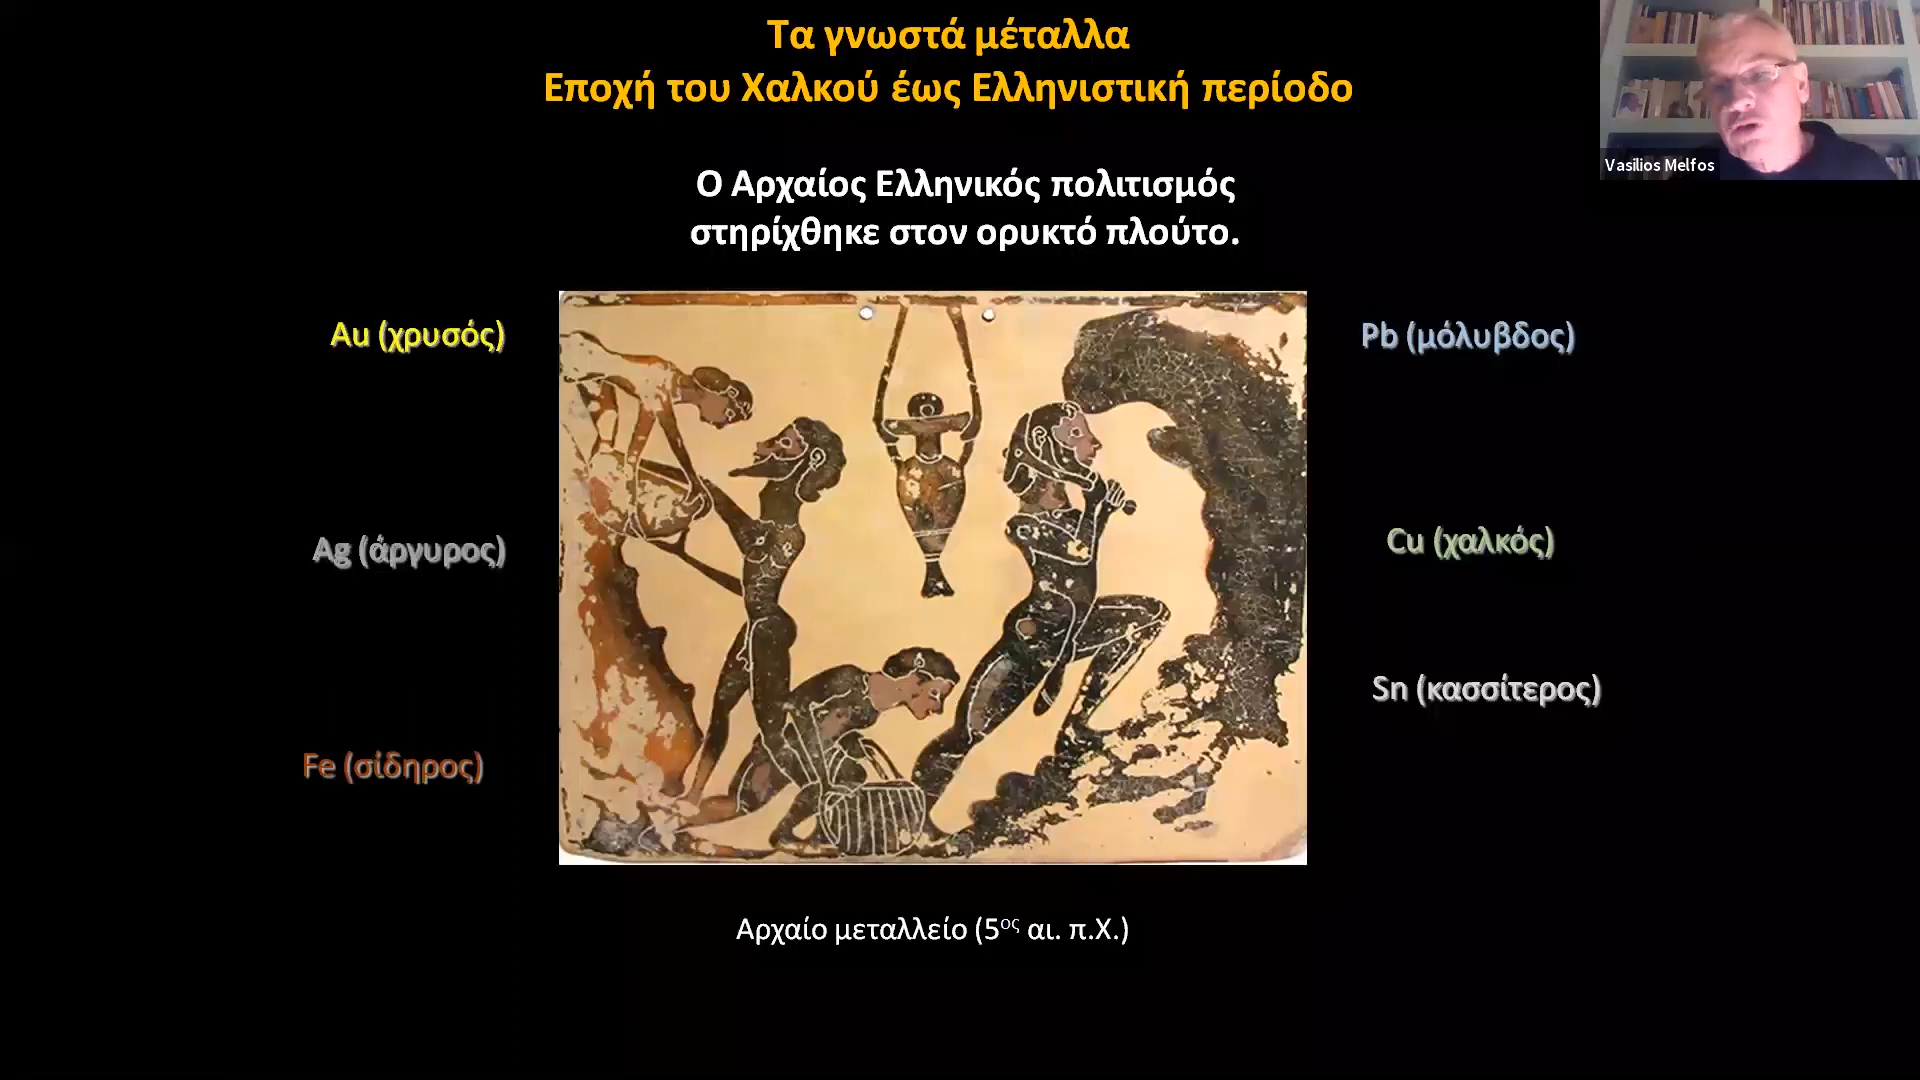 Τα γνωστά μέταλλα
Εποχή του Χαλκού έως Ελληνιστική περίοδο
Vasilios Melfos
Ο Αρχαίος Ελληνικός πολιτισμός
στηρίχθηκε στον ορυκτό πλούτο.
Au (χρυσός)
Pb (μόλυβδος)
Ag (άργυρος)
Cu (χαλκός)
Sn (κασσίτερος)
Fe (σίδηρος)
Αρχαίο μεταλλείο (5ος αι. π.Χ.)